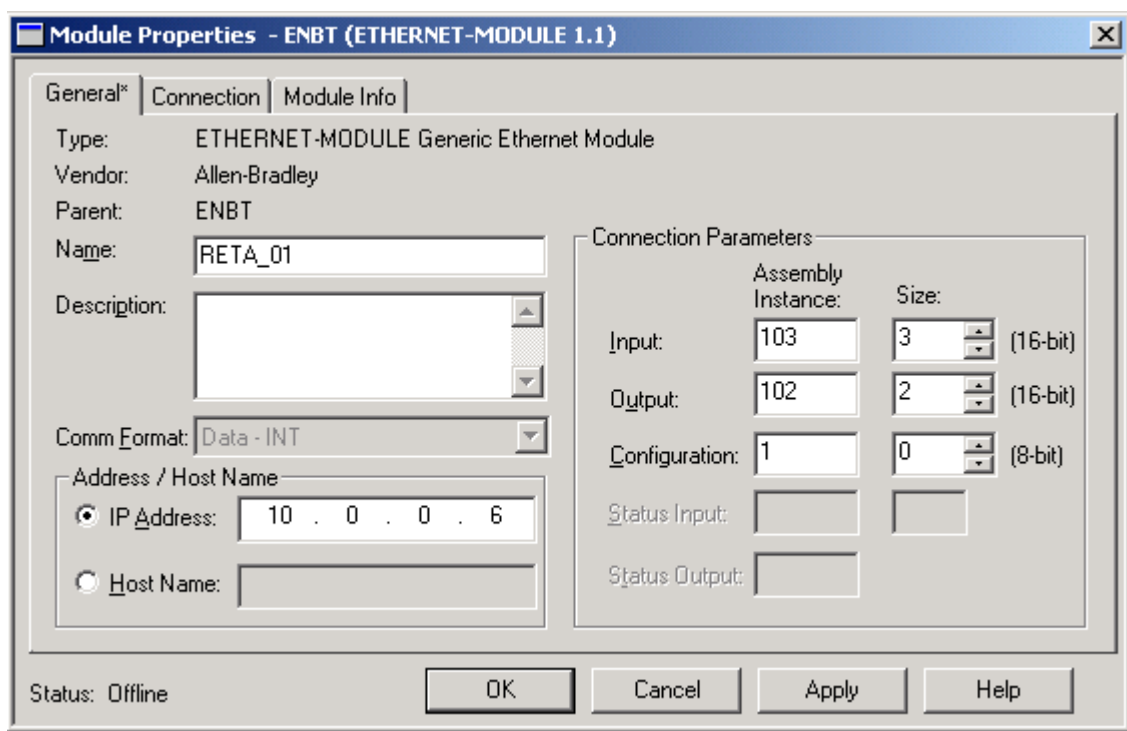 Module Properties - ENBT (ETHERNET-MODULE 1.1)
General* Connection Module Info
Type: ETHERNET-MODULE Generic Ethernet Module
Vendor: Allen-Bradley
Parent: ENBT
Name: RETA_01
Description:
Comm Format: Data - INT
Address / Host Name
IP Address: 10 . 0 . 0 . 6
Host Name:
Connection Parameters
Assembly
Instance: Size:
Input: 103 3 (16-bit)
Output: 102 2 (16-bit)
Configuration: 1 0 (8-bit)
Status Input:
Status Output:
Status: Offline OK Cancel Apply Help